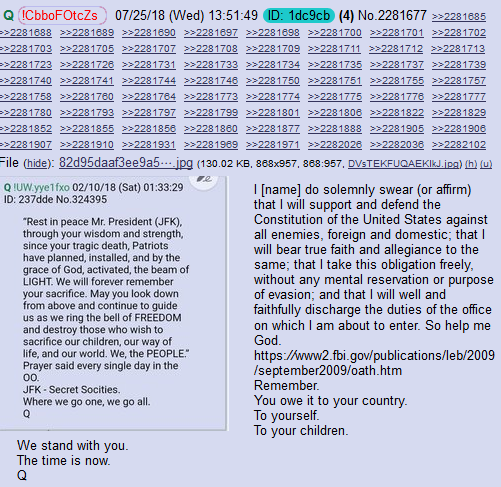 Q !CbboFOtcZs 07/25/18 (Wed) 13:51:49 ID: 1dc9cb (4) No.2281677 >>2281685
>>2281688 >>2281689 >>2281690 >>2281697 >>2281698 >>2281700 >>2281701 >>2281702
>>2281703 >>2281705 >>2281707 >>2281708 >>2281709 >>2281711 >>2281712 >>2281713
>>2281723 >>2281726 >>2281731 >>2281733 >>2281734 >>2281735 >>2281737 >>2281739
>>2281740 >>2281741 >>2281744 >>2281746 >>2281750 >>2281751 >>2281755 >>2281757
>>2281758 >>2281760 >>2281764 >>2281773 >>2281774 >>2281775 >>2281776 >>2281777
>>2281780 >>2281793 >>2281797 >>2281799 >>2281801 >>2281806 >>2281822 >>2281829
>>2281852 >>2281855 >>2281856 >>2281860 >>2281877 >>2281888 >>2281905 >>2281906
>>2281907 >>2281910 >>2281931 >>2281969 >>2281971 >>2282026 >>2282036 >>2282102
File (hide): 82d95daaf3ee9a5⋯.jpg (130.02 KB, 868x957, 868:957, DVsTEKFUQAEKlkJ.jpg) (h) (u)
Q !UW.yye1fxo 02/10/18 (Sat) 01:33:29
ID: 237dde No.324395
"Rest in peace Mr. President (JFK),
through your wisdom and strength,
since your tragic death, Patriots
have planned, installed, and by the
grace of God, activated, the beam of
LIGHT. We will forever remember
your sacrifice. May you look down
from above and continue to guide
us as we ring the bell of FREEDOM
and destroy those who wish to
sacrifice our children, our way of
life, and our world. We, the PEOPLE."
Prayer said every single day in the
OO.
JFK - Secret Socities.
Where we go one, we go all.
Q
I [name] do solemnly swear (or affirm)
that I will support and defend the
Constitution of the United States against
all enemies, foreign and domestic; that I
will bear true faith and allegiance to the
same; that I take this obligation freely,
without any mental reservation or purpose
of evasion; and that I will well and
faithfully discharge the duties of the office
on which I am about to enter. So help me
God.
https://www2.fbi.gov/publications/leb/2009
/september2009/oath.htm
Remember.
You owe it to your country.
To yourself.
To your children.
We stand with you.
The time is now.
Q